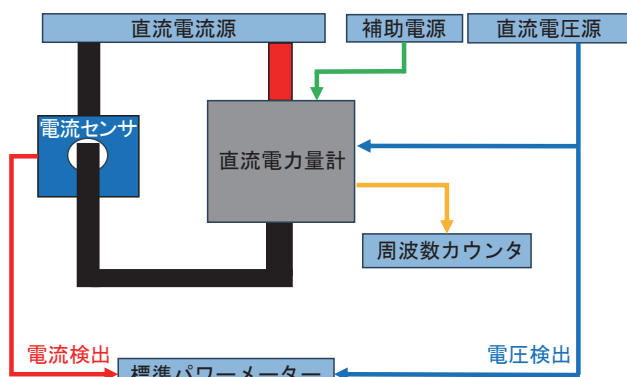 直流電流源
補助電源
直流電圧源
電流センサ
直流電力量計
周波数カウンタ
電流検出
電圧検出
標準パワーメーター